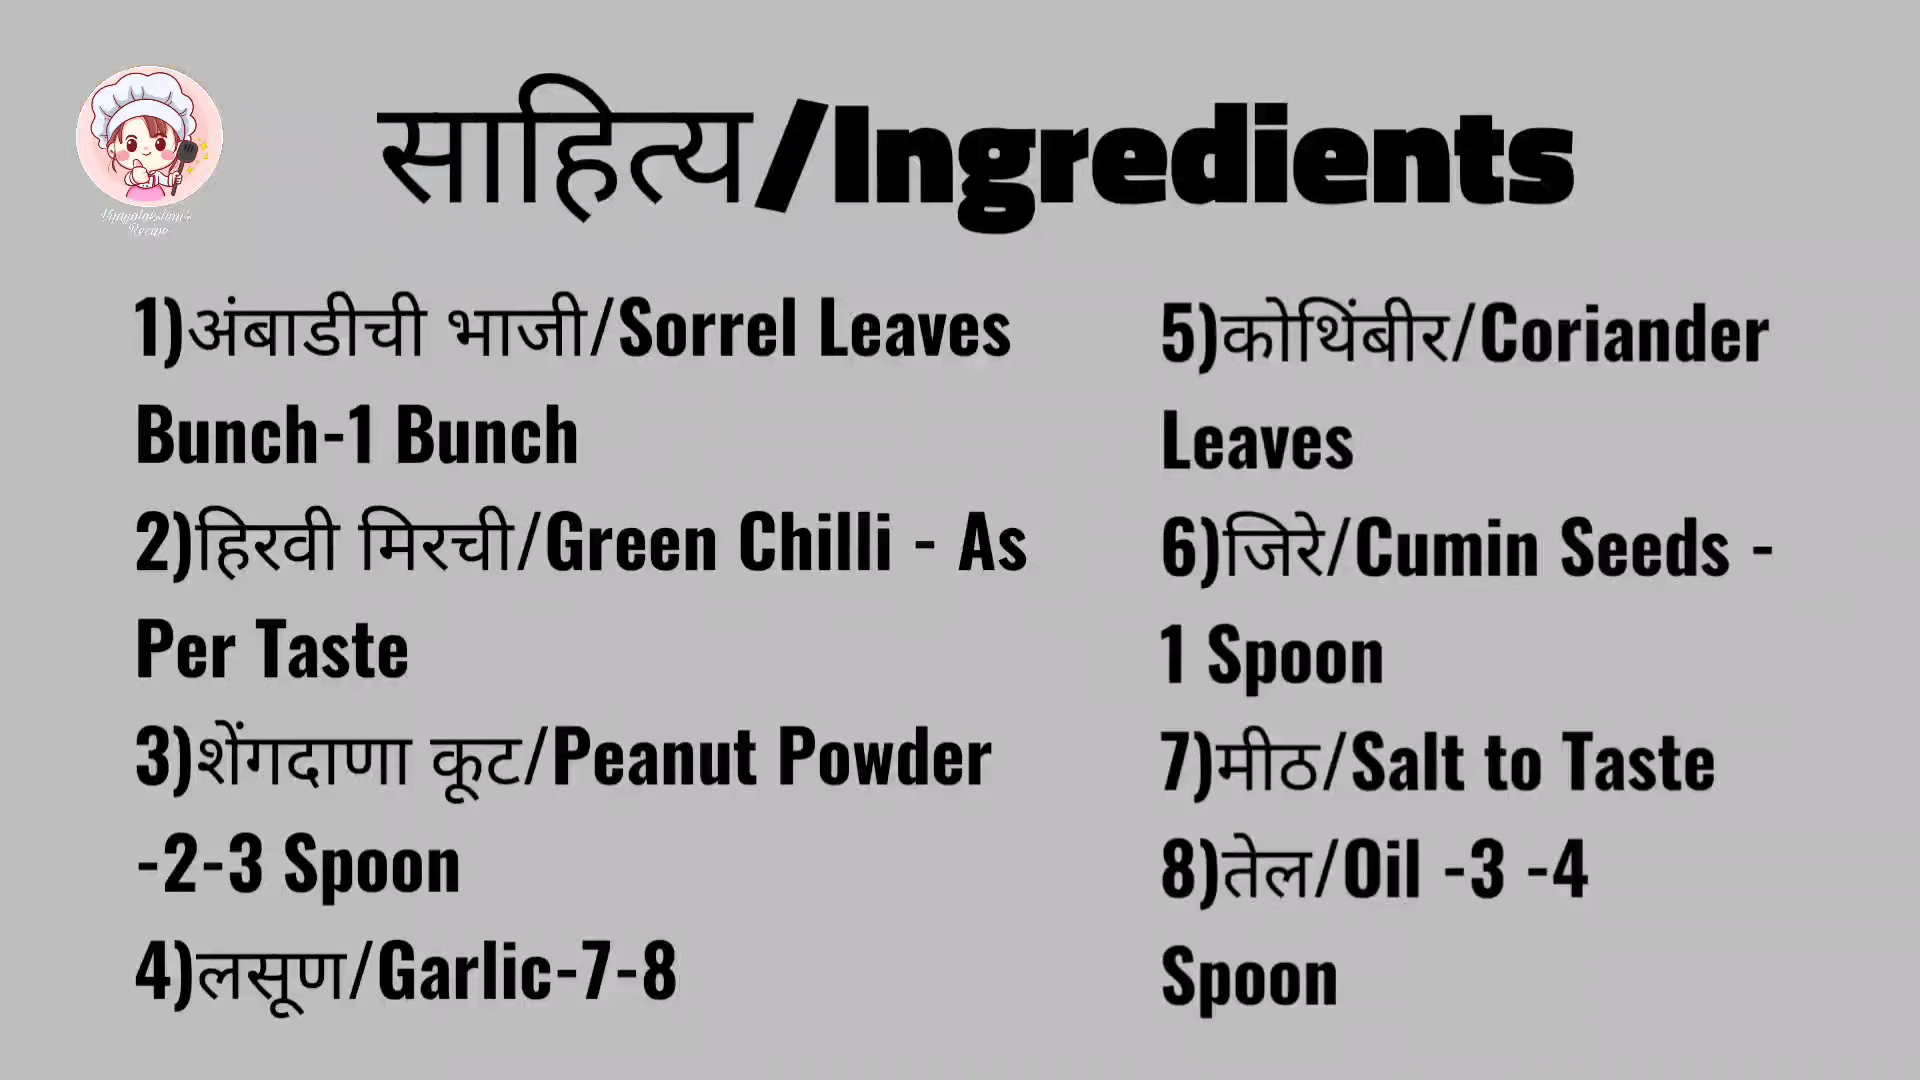 साहित्य/Ingredients
1)अंबाडीची भाजी/Sorrel Leaves
Bunch-1 Bunch
2)हिरवी मिरची/Green Chilli - As
Per Taste
3)शेंगदाणा कूट/Peanut Powder
-2-3 Spoon
4)लसूण/Garlic-7-8
5)कोथिंबीर/Coriander
Leaves
6)जिरे/Cumin Seeds -
1 Spoon
7)मीठ/Salt to Taste
8)तेल/Oil -3 -4
Spoon
Recipe